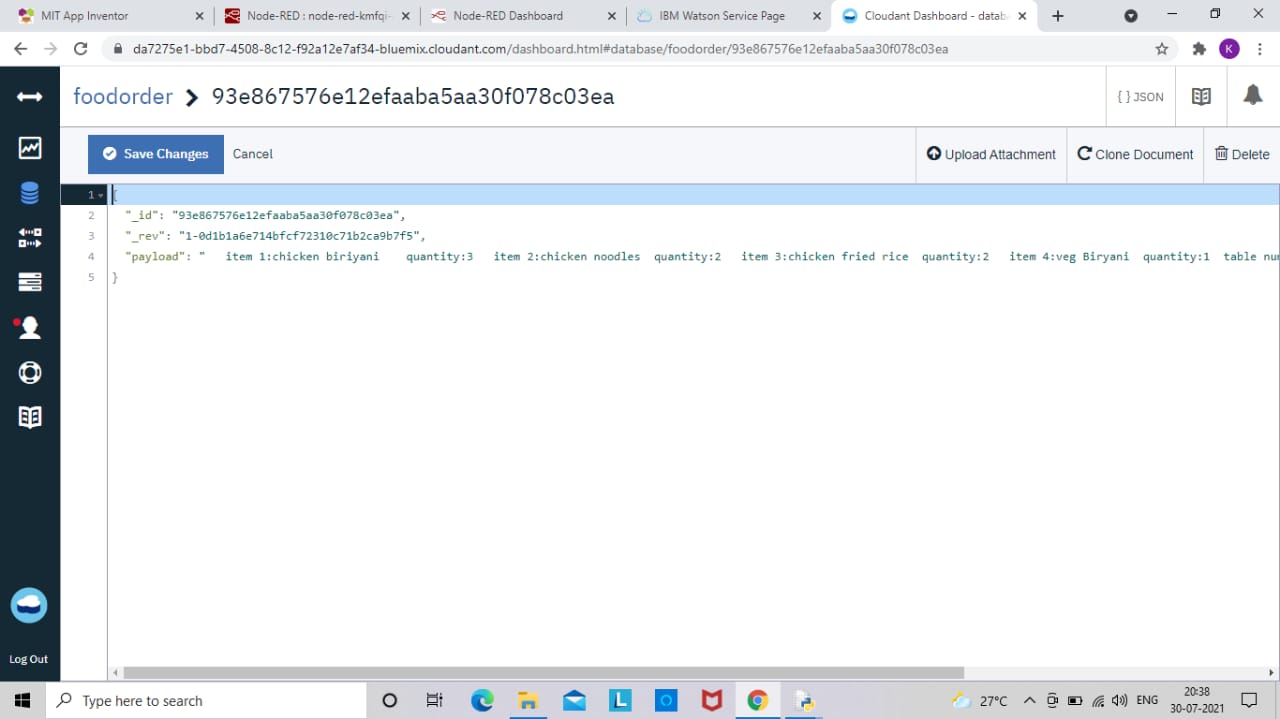 MIT App Inventor
Node-RED : node-red-kmfqi-
Node-RED Dashboard
IBM Watson Service Page
Cloudant Dashboard - datab
da7275e1-bbd7-4508-8c12-f92a12e7af34-bluemix.cloudant.com/dashboard.html#database/foodorder/93e867576e12efaaba5aa30f078c03ea
K
foodorder > 93e867576e12efaaba5aa30f078c03ea
{ } JSON
Save Changes Cancel
Upload Attachment Clone Document Delete
1 {
2 "_id": "93e867576e12efaaba5aa30f078c03ea",
3 "_rev": "1-0d1b1a6e714bfcf72310c71b2ca9b7f5",
4 "payload": " item 1:chicken biriyani quantity:3 item 2:chicken noodles quantity:2 item 3:chicken fried rice quantity:2 item 4:veg Biryani quantity:1 table nu
5 }
Log Out
Type here to search
L
27°C
ENG
20:38
30-07-2021